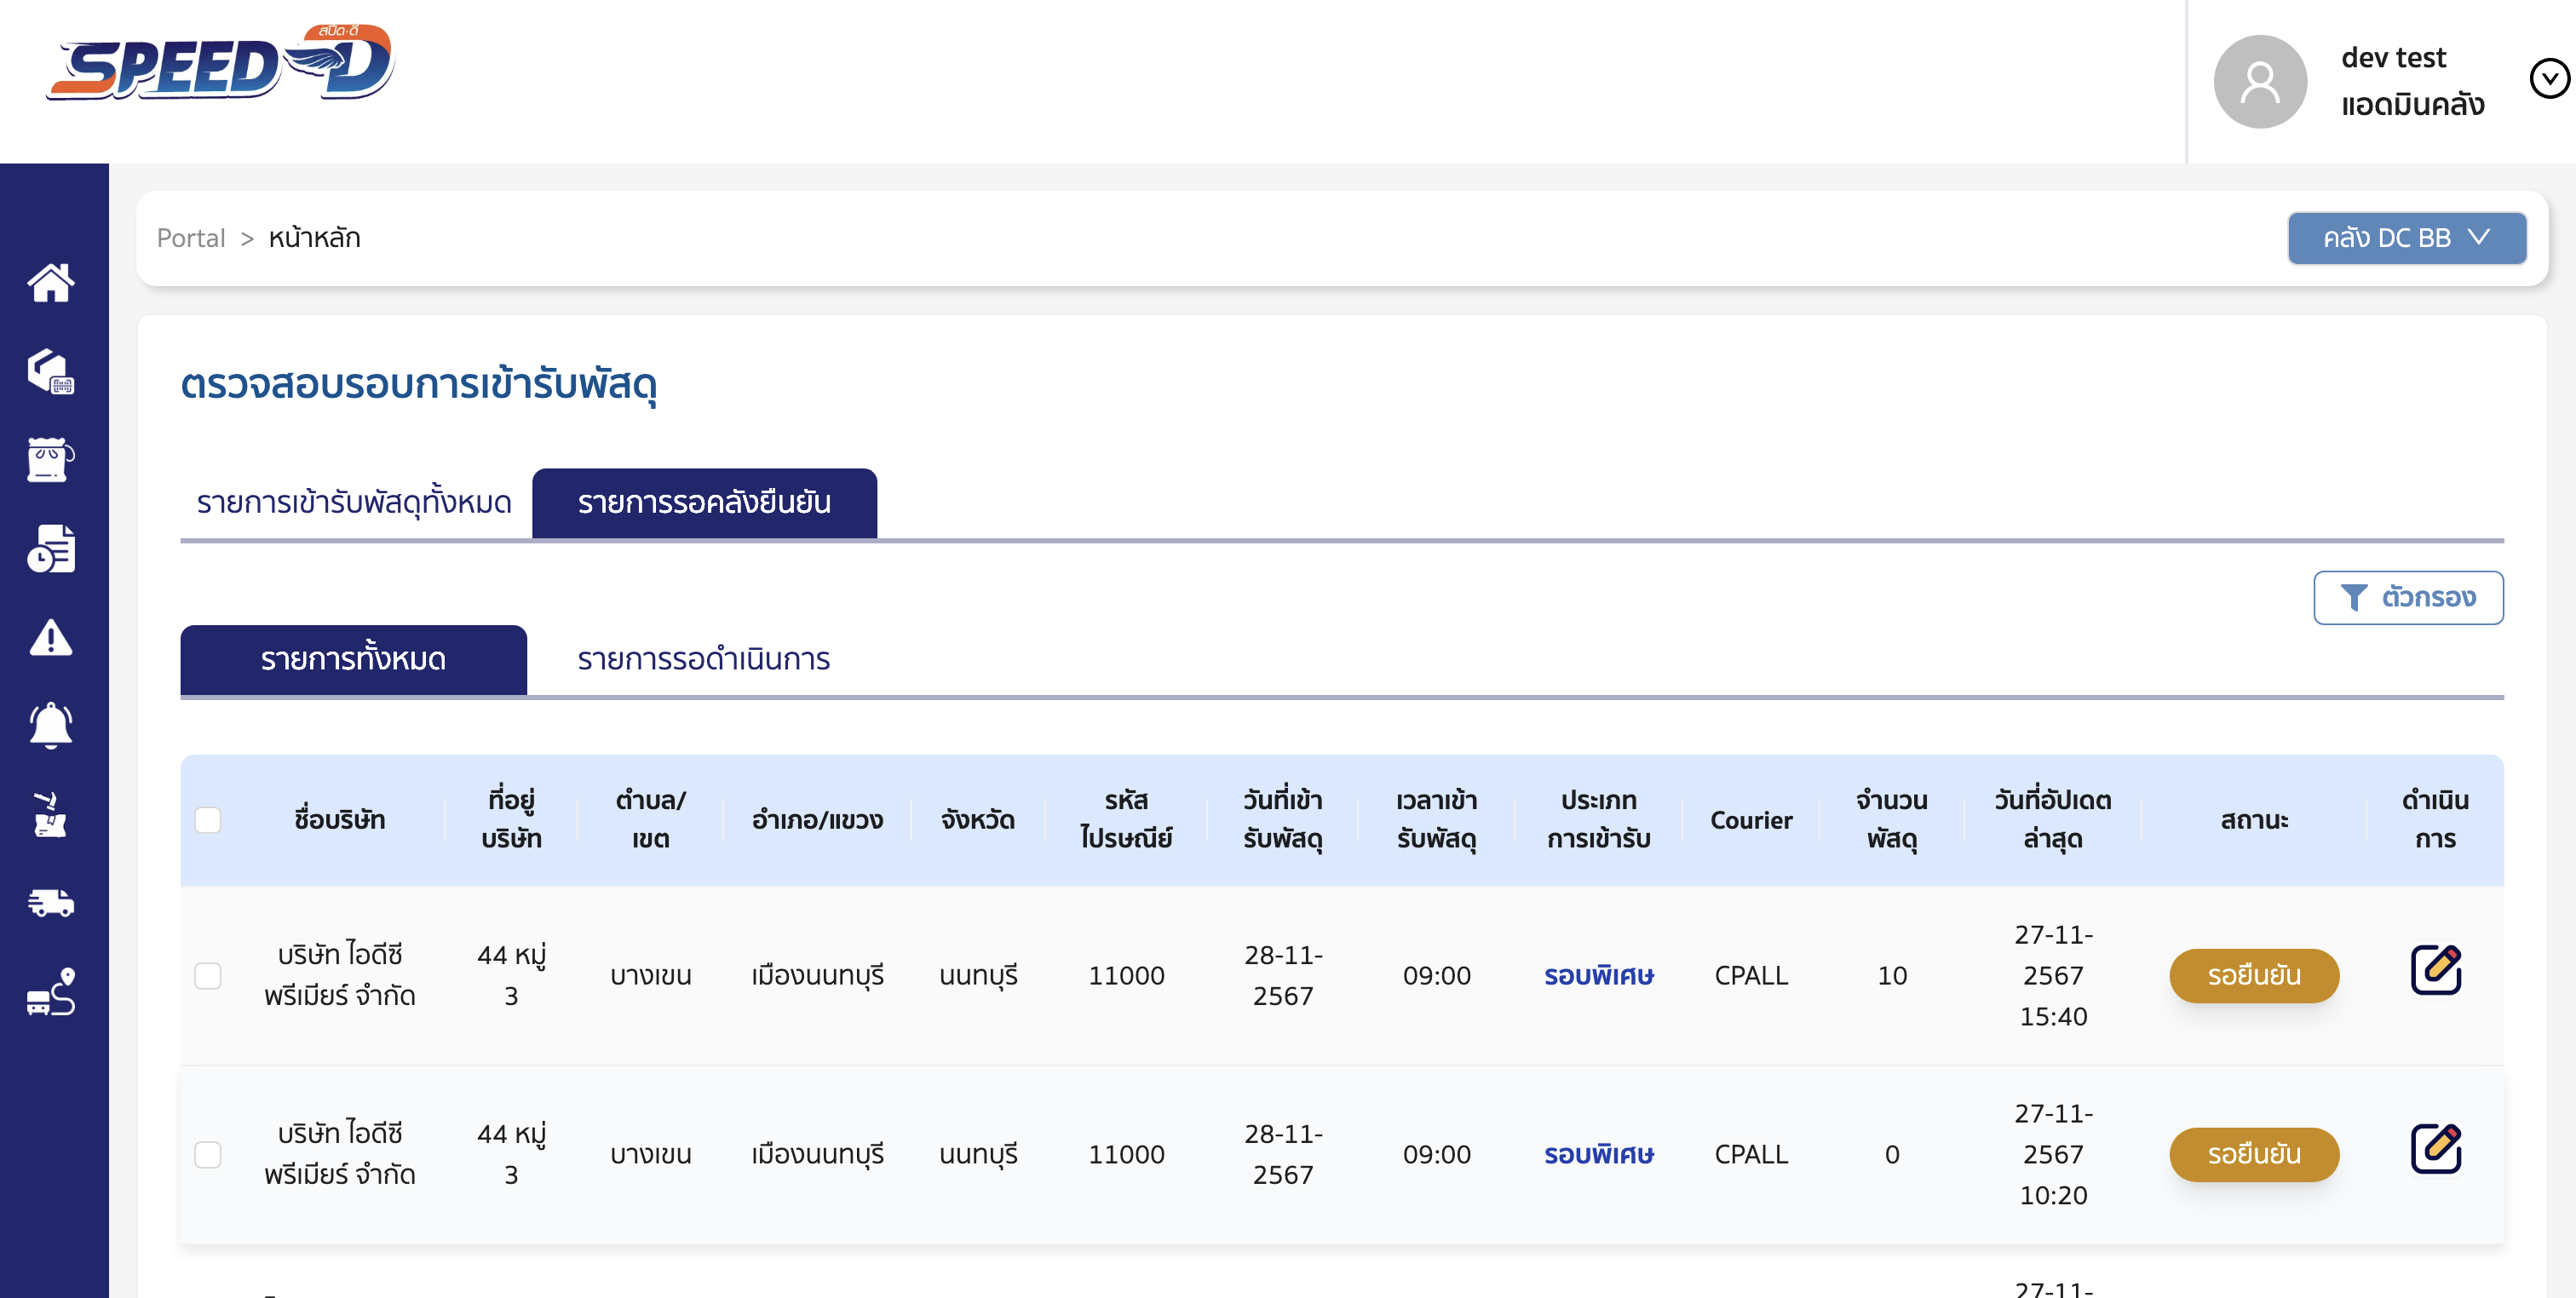 สปีด-ดี
SPEED-D
dev test
แอดมินคลัง
Portal > หน้าหลัก
คลัง DC BB
ตรวจสอบรอบการเข้ารับพัสดุ
รายการเข้ารับพัสดุทั้งหมด
รายการรอคลังยืนยัน
ตัวกรอง
รายการทั้งหมด
รายการรอดำเนินการ
ชื่อบริษัท
ที่อยู่
บริษัท
ตำบล/
เขต
อำเภอ/แขวง
จังหวัด
รหัส
ไปรษณีย์
วันที่เข้า
รับพัสดุ
เวลาเข้า
รับพัสดุ
ประเภท
การเข้ารับ
Courier
จำนวน
พัสดุ
วันที่อัปเดต
ล่าสุด
สถานะ
ดำเนิน
การ
บริษัท ไอดีซี
พรีเมียร์ จำกัด
44 หมู่
3
บางเขน
เมืองนนทบุรี
นนทบุรี
11000
28-11-
2567
09:00
รอบพิเศษ
CPALL
10
27-11-
2567
15:40
รอยืนยัน
บริษัท ไอดีซี
พรีเมียร์ จำกัด
44 หมู่
3
บางเขน
เมืองนนทบุรี
นนทบุรี
11000
28-11-
2567
09:00
รอบพิเศษ
CPALL
0
27-11-
2567
10:20
รอยืนยัน
27-11-